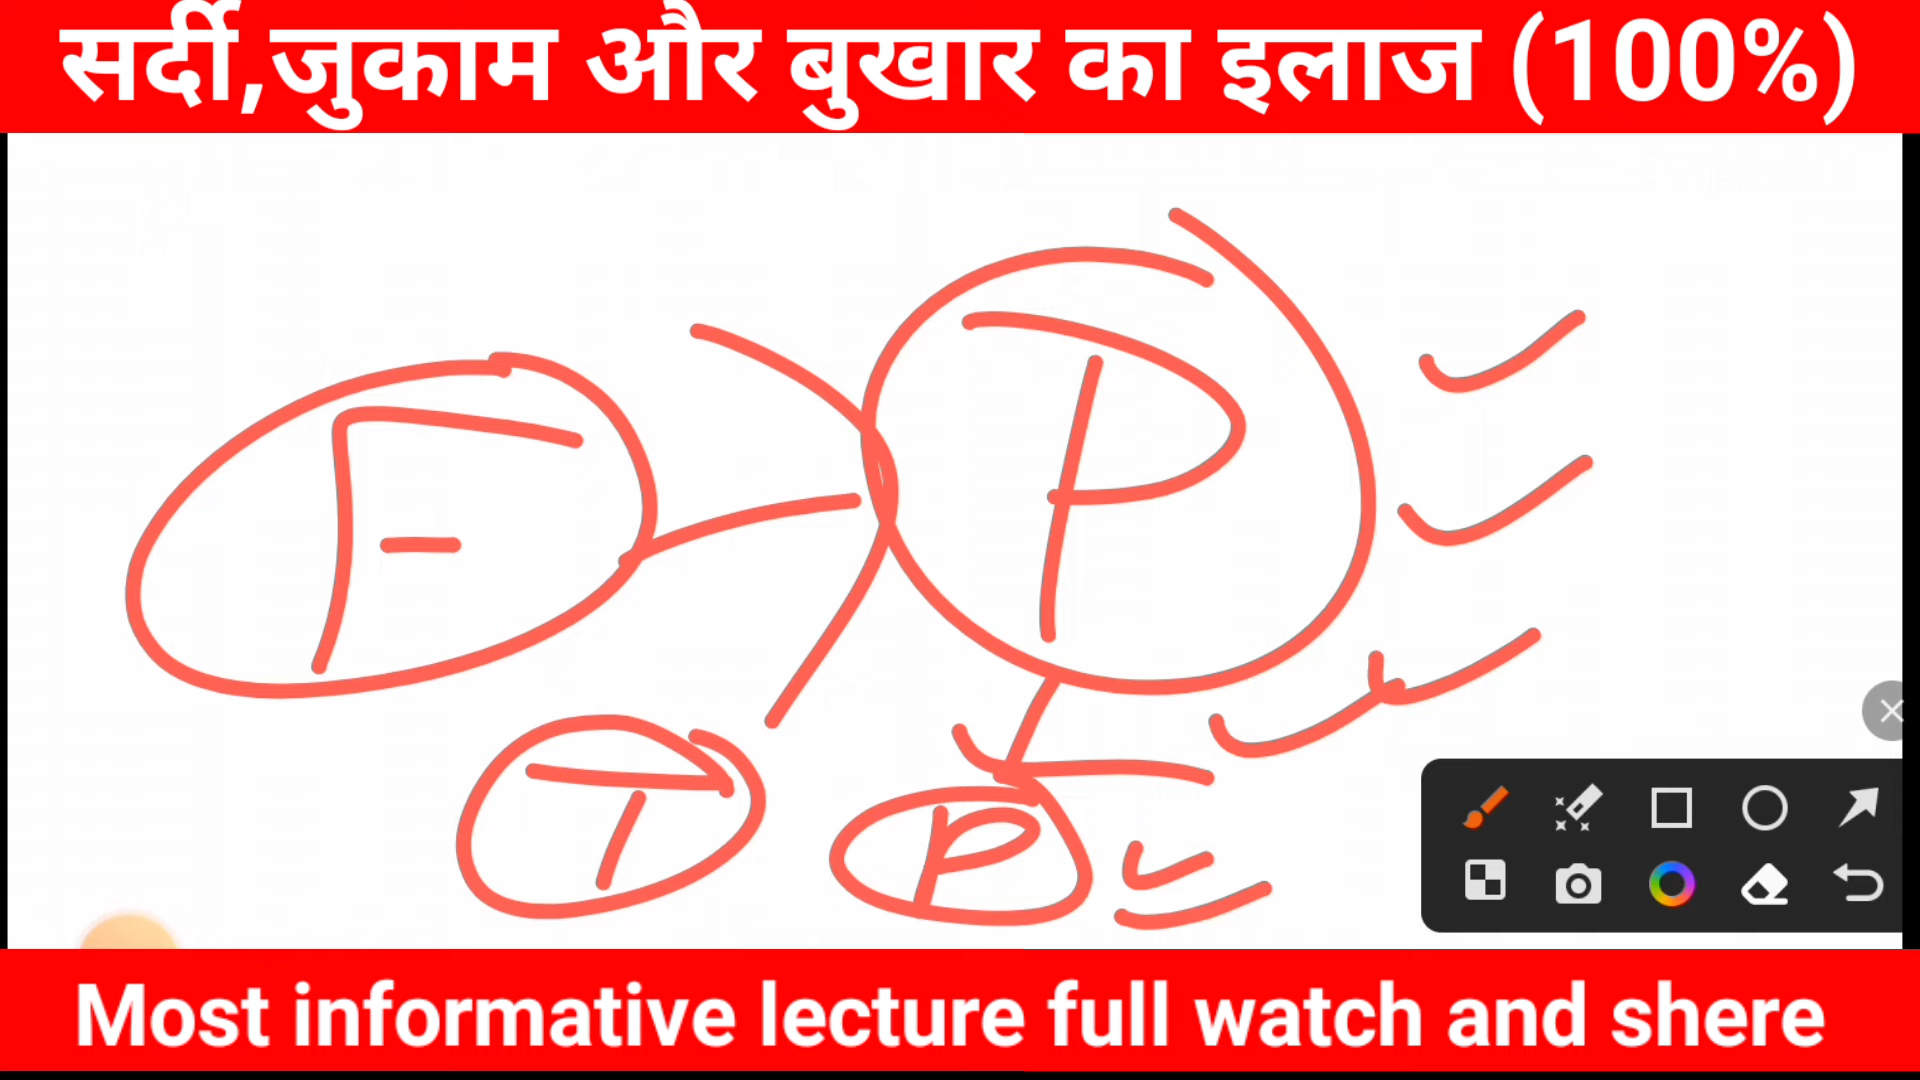 सर्दी,जुकाम और बुखार का इलाज (100%)
F P
T P
Most informative lecture full watch and shere